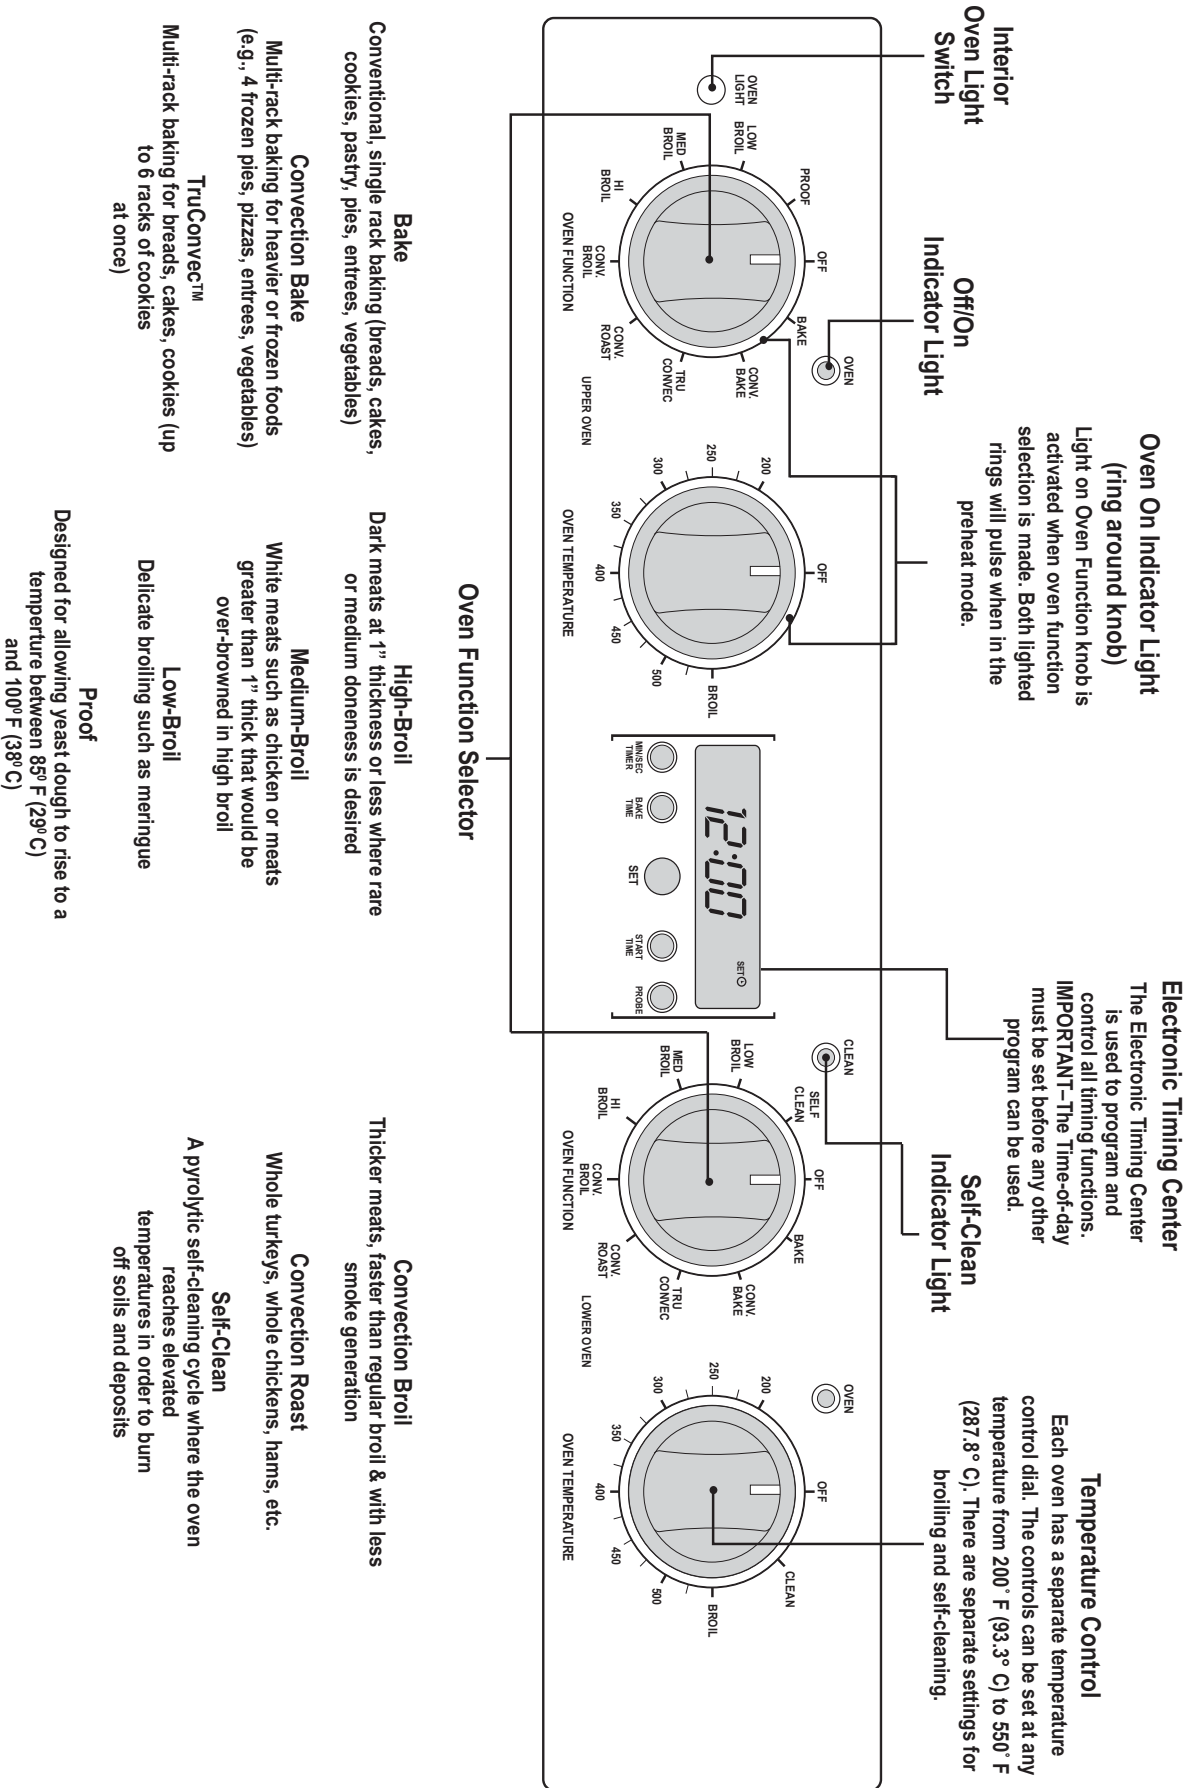 Interior
Oven Light
Switch
Off/On
Indicator Light
Oven On Indicator Light
(ring around knob)
Light on Oven Function knob is
activated when oven function
selection is made. Both lighted
rings will pulse when in the
preheat mode.
Electronic Timing Center
The Electronic Timing Center
is used to program and
control all timing functions.
IMPORTANT–The Time-of-day
must be set before any other
program can be used.
Self-Clean
Indicator Light
Temperature Control
Each oven has a separate temperature
control dial. The controls can be set at any
temperature from 200° F (93.3° C) to 550° F
(287.8° C). There are separate settings for
broiling and self-cleaning.
OVEN
LIGHT
OVEN
OFF
BAKE
CONV.
BAKE
TRU
CONVEC
CONV.
ROAST
CONV.
BROIL
HI
BROIL
MED
BROIL
LOW
BROIL
PROOF
OVEN FUNCTION
UPPER OVEN
OFF
200
250
300
350
400
450
500
BROIL
OVEN TEMPERATURE
12:00
SET
MIN/SEC
TIMER
BAKE
TIME
SET
START
TIME
PROBE
CLEAN
OFF
BAKE
CONV.
BAKE
TRU
CONVEC
CONV.
ROAST
CONV.
BROIL
HI
BROIL
MED
BROIL
LOW
BROIL
SELF
CLEAN
OVEN FUNCTION
LOWER OVEN
OVEN
OFF
200
250
300
350
400
450
500
BROIL
CLEAN
OVEN TEMPERATURE
Oven Function Selector
Bake
Conventional, single rack baking (breads, cakes,
cookies, pastry, pies, entrees, vegetables)
Convection Bake
Multi-rack baking for heavier or frozen foods
(e.g., 4 frozen pies, pizzas, entrees, vegetables)
TruConvec™
Multi-rack baking for breads, cakes, cookies (up
to 6 racks of cookies
at once)
High-Broil
Dark meats at 1” thickness or less where rare
or medium doneness is desired
Medium-Broil
White meats such as chicken or meats
greater than 1” thick that would be
over-browned in high broil
Low-Broil
Delicate broiling such as meringue
Proof
Designed for allowing yeast dough to rise to a
temperture between 85⁰ F (29⁰ C)
and 100⁰ F (38⁰ C)
Convection Broil
Thicker meats, faster than regular broil & with less
smoke generation
Convection Roast
Whole turkeys, whole chickens, hams, etc.
Self-Clean
A pyrolytic self-cleaning cycle where the oven
reaches elevated
temperatures in order to burn
off soils and deposits